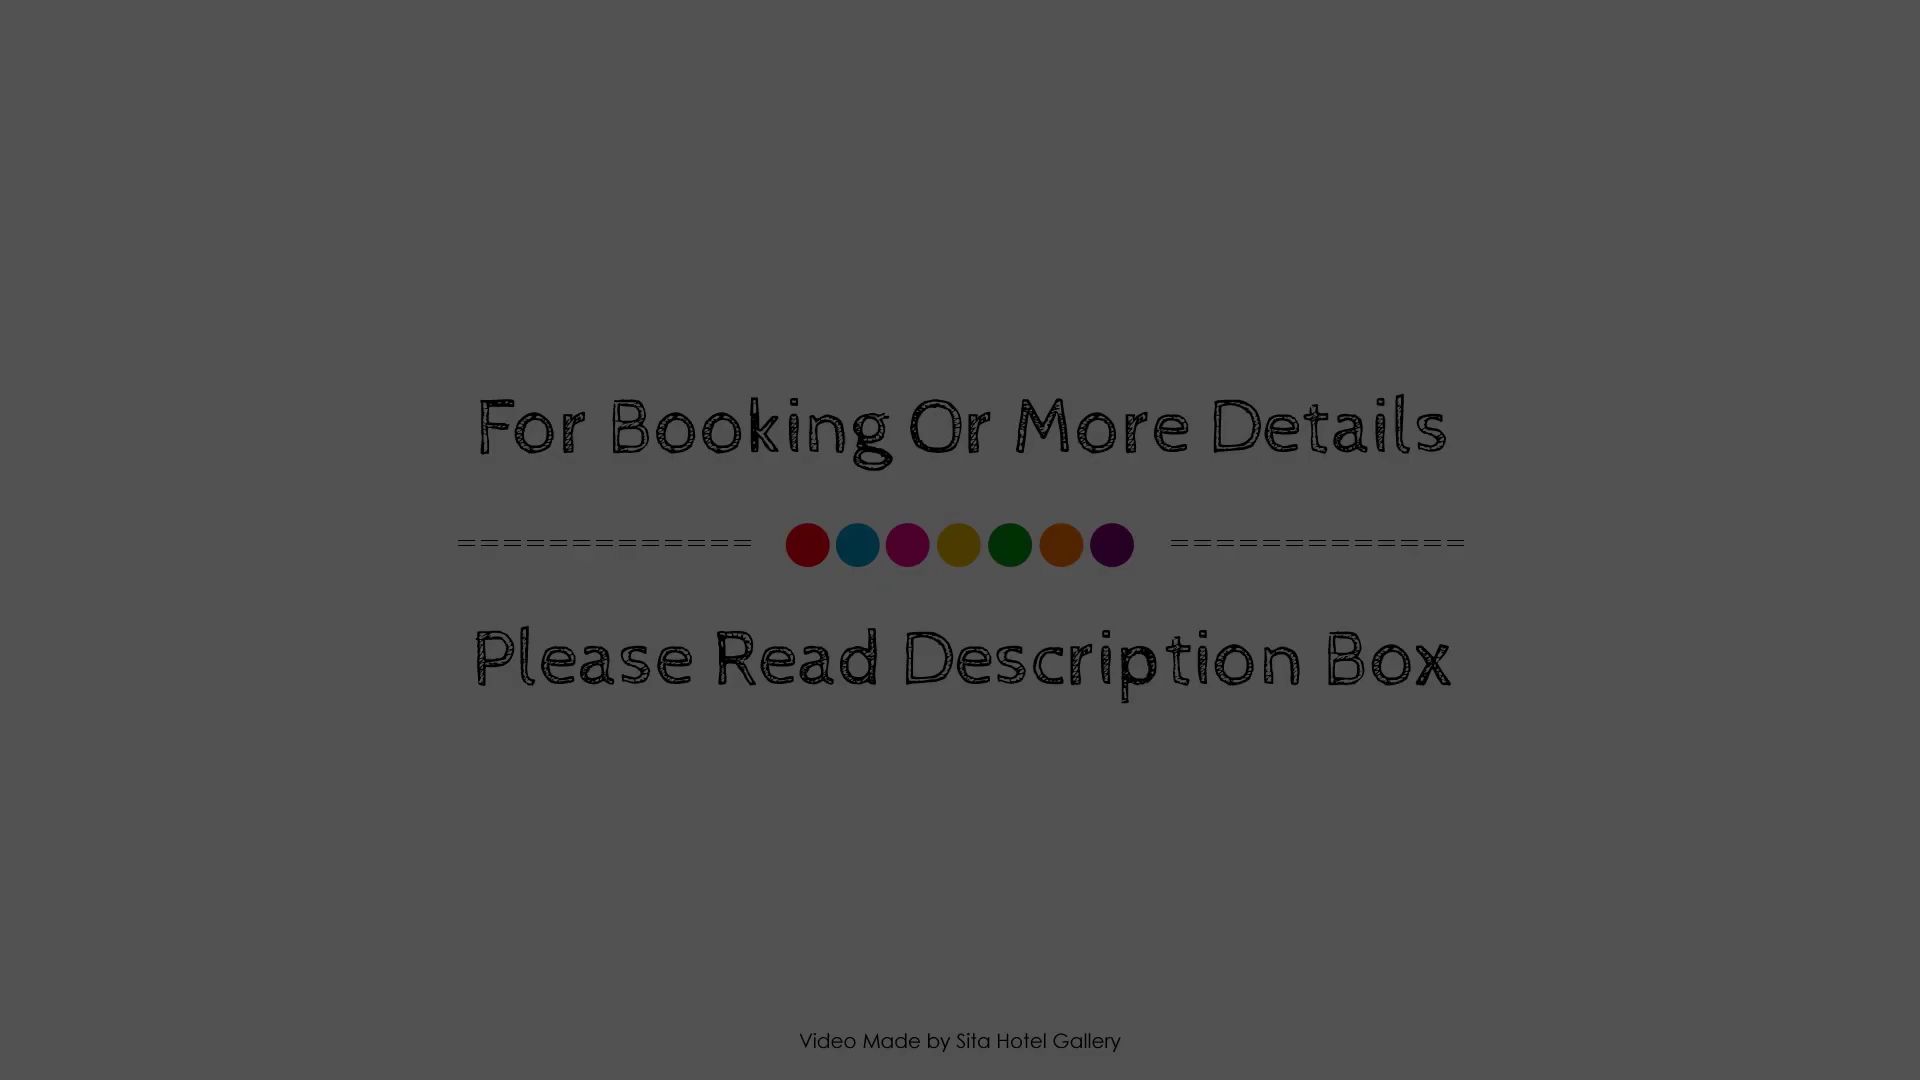 For Booking Or More Details
============= =============
Please Read Description Box
Video Made by Sita Hotel Gallery